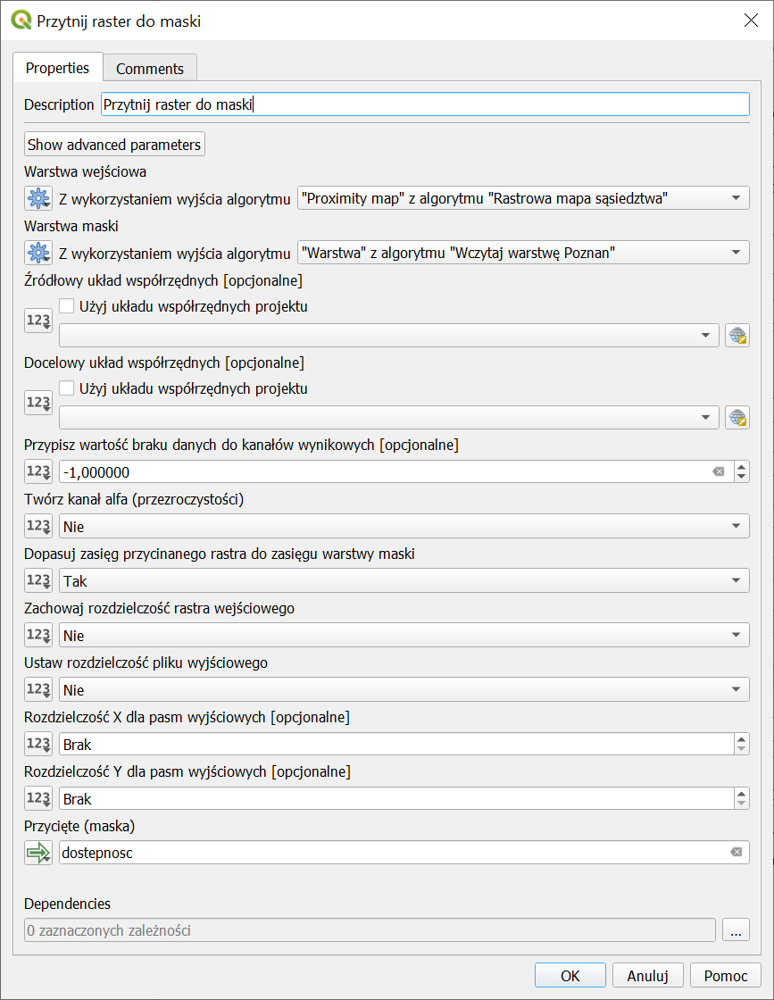 Przytnij raster do maski
Properties
Comments
Description
Przytnij raster do maski
Show advanced parameters
Warstwa wejściowa
Z wykorzystaniem wyjścia algorytmu
"Proximity map" z algorytmu "Rastrowa mapa sąsiedztwa"
Warstwa maski
Z wykorzystaniem wyjścia algorytmu
"Warstwa" z algorytmu "Wczytaj warstwę Poznan"
Źródłowy układ współrzędnych [opcjonalne]
Użyj układu współrzędnych projektu
123
Docelowy układ współrzędnych [opcjonalne]
Użyj układu współrzędnych projektu
123
Przypisz wartość braku danych do kanałów wynikowych [opcjonalne]
123
-1,000000
Twórz kanał alfa (przezroczystości)
123
Nie
Dopasuj zasięg przycinanego rastra do zasięgu warstwy maski
123
Tak
Zachowaj rozdzielczość rastra wejściowego
123
Nie
Ustaw rozdzielczość pliku wyjściowego
123
Nie
Rozdzielczość X dla pasm wyjściowych [opcjonalne]
123
Brak
Rozdzielczość Y dla pasm wyjściowych [opcjonalne]
123
Brak
Przycięte (maska)
dostepnosc
Dependencies
0 zaznaczonych zależności
...
OK
Anuluj
Pomoc